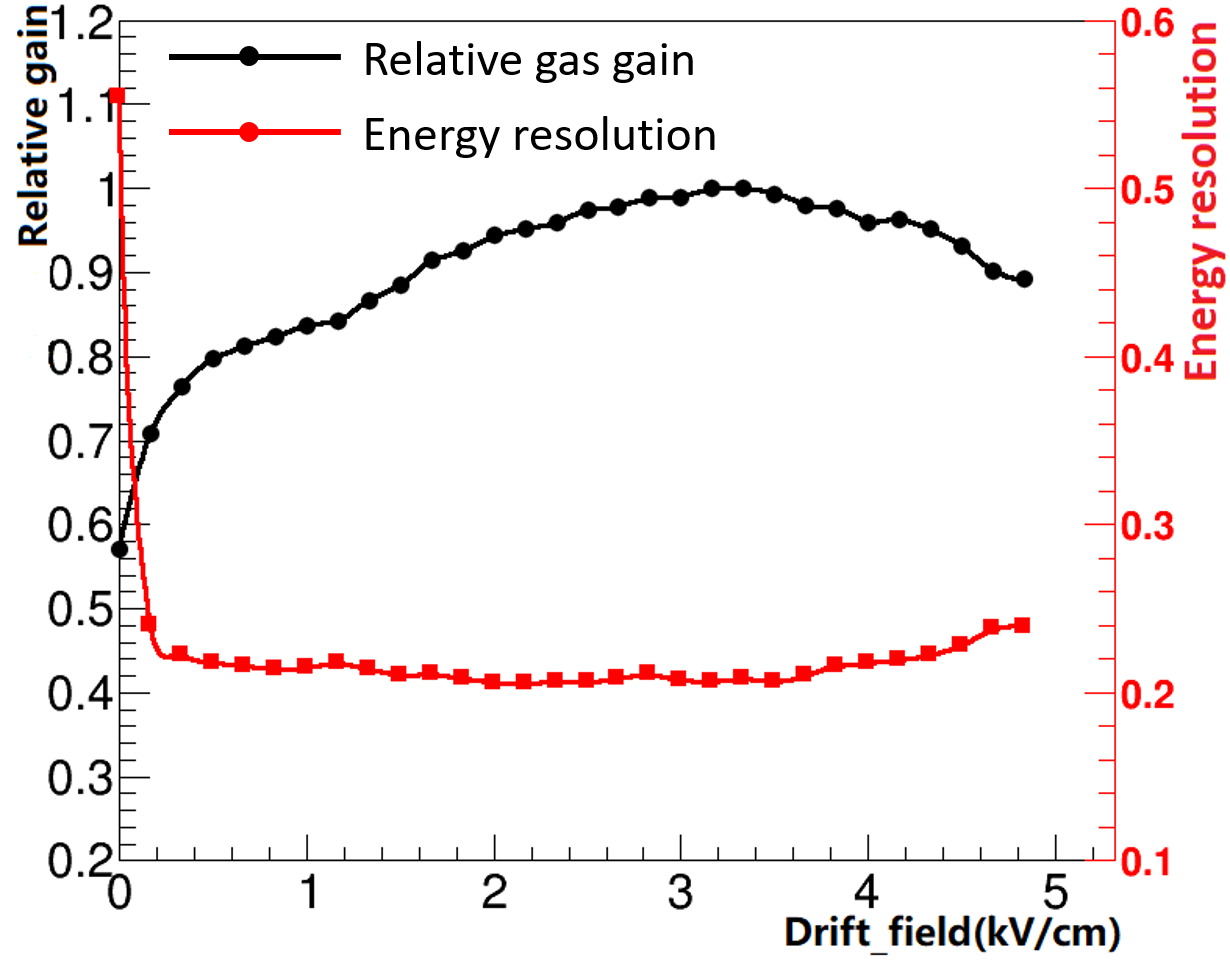 Relative gain
1.2
1.1
1
0.9
0.8
0.7
0.6
0.5
0.4
0.3
0.2
Relative gas gain
Energy resolution
0.6
0.5
0.4
0.3
0.2
0.1
Energy resolution
0 1 2 3 4 5
Drift_field(kV/cm)